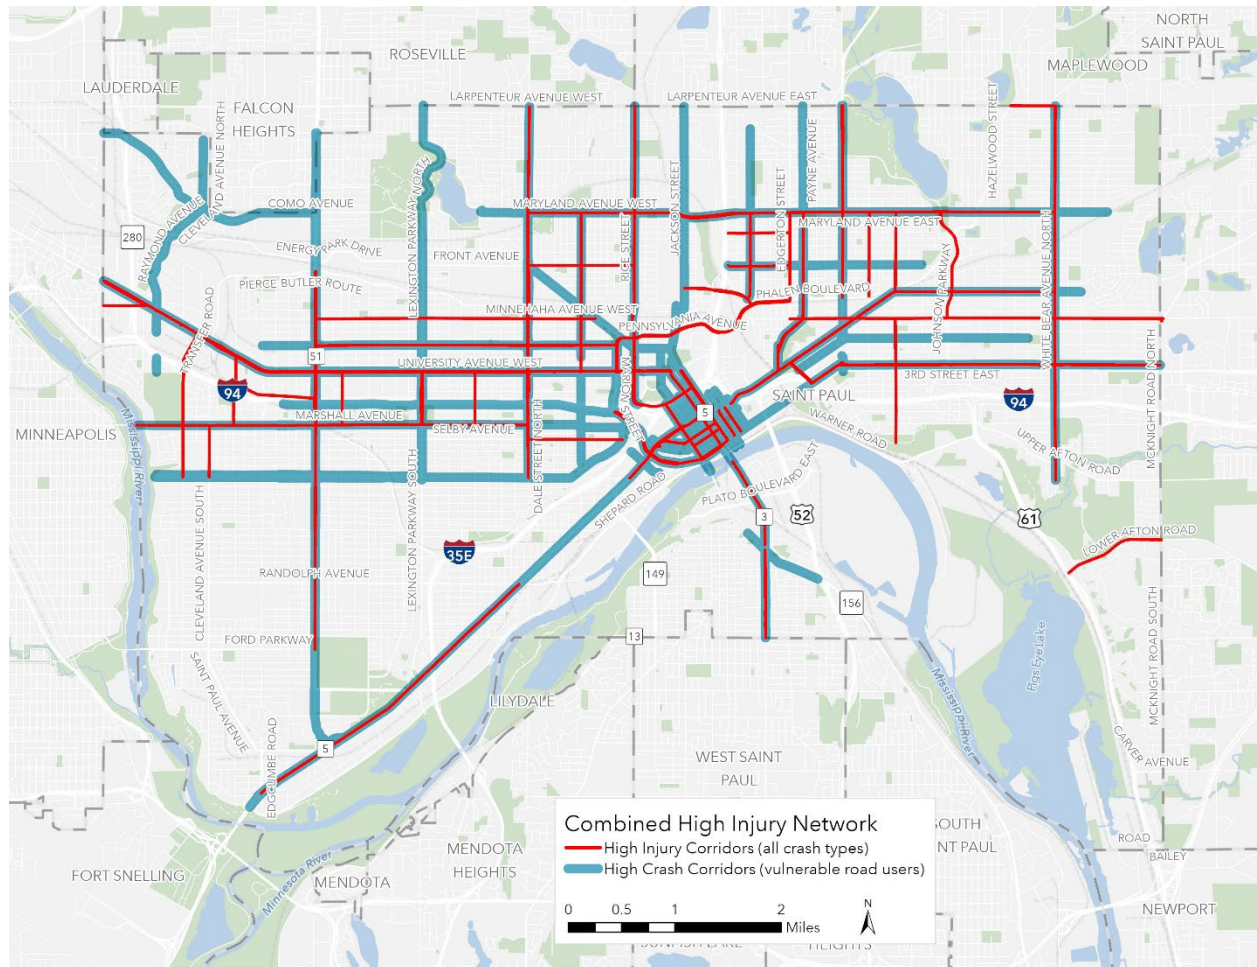 NORTH
SAINT PAUL
ROSEVILLE
MAPLEWOOD
LAUDERDALE
LARPENTEUR AVENUE WEST
LARPENTEUR AVENUE EAST
FALCON
HEIGHTS
CLEVELAND AVENUE NORTH
HAZELWOOD STREET
PAYNE AVENUE
LEXINGTON PARKWAY NORTH
COMO AVENUE
MARYLAND AVENUE WEST
JACKSON STREET
EDGERTON STREET
MARYLAND AVENUE EAST
RAYMOND AVENUE
280
ENERGY PARK DRIVE
FRONT AVENUE
RICE STREET
JOHNSON PARKWAY
WHITE BEAR AVENUE NORTH
PIERCE BUTLER ROUTE
PHALEN BOULEVARD
MINNEHAHA AVENUE WEST
PENNSYLVANIA AVENUE
TRANSFER ROAD
51
UNIVERSITY AVENUE WEST
MARION STREET
3RD STREET EAST
MCKNIGHT ROAD NORTH
94
SAINT PAUL
94
MARSHALL AVENUE
5
MINNEAPOLIS
Mississippi River
SELBY AVENUE
WARNER ROAD
UPPER AFTON ROAD
DALE STREET NORTH
SHEPARD ROAD
PLATO BOULEVARD EAST
CLEVELAND AVENUE SOUTH
LEXINGTON PARKWAY SOUTH
3
52
61
35E
LOWER AFTON ROAD
RANDOLPH AVENUE
149
156
FORD PARKWAY
13
MCKNIGHT ROAD SOUTH
Pigs Eye Lake
SAINT PAUL AVENUE
LILYDALE
Mississippi River
EDGCUMBE ROAD
5
WEST SAINT
PAUL
CARVER AVENUE
Combined High Injury Network
High Injury Corridors (all crash types)
High Crash Corridors (vulnerable road users)
0 0.5 1 2
Miles
N
MENDOTA
HEIGHTS
FORT SNELLING
MENDOTA
Minnesota River
ROAD
BAILEY
NEWPORT
HEIGHTS